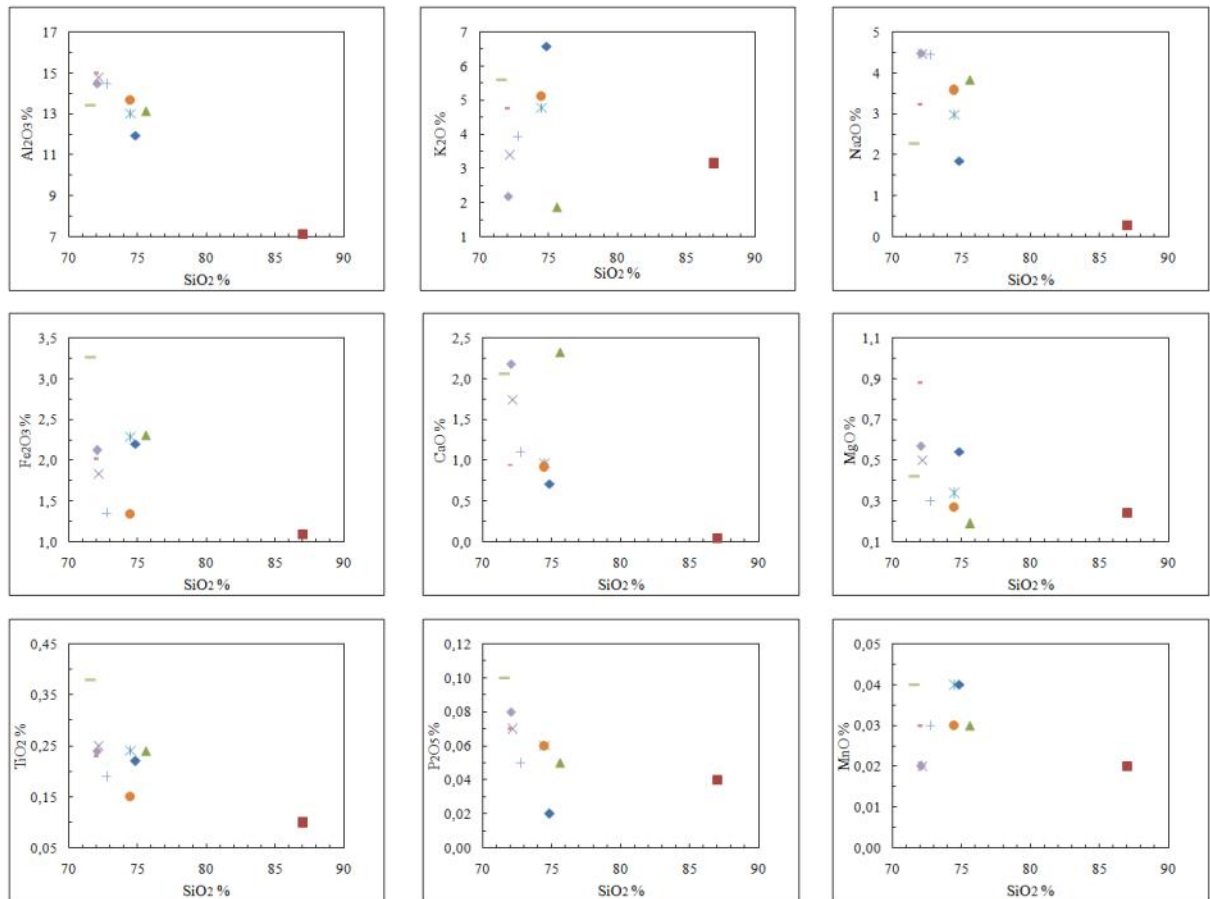 Al2O3 %
17
15
13
11
9
7
70 75 80 85 90
SiO2 %
K2O %
7
6
5
4
3
2
1
70 75 80 85 90
SiO2 %
Na2O %
5
4
3
2
1
0
70 75 80 85 90
SiO2 %
Fe2O3 %
3,5
3,0
2,5
2,0
1,5
1,0
70 75 80 85 90
SiO2 %
CaO %
2,5
2,0
1,5
1,0
0,5
0,0
70 75 80 85 90
SiO2 %
MgO %
1,1
0,9
0,7
0,5
0,3
0,1
70 75 80 85 90
SiO2 %
TiO2 %
0,45
0,35
0,25
0,15
0,05
70 75 80 85 90
SiO2 %
P2O5 %
0,12
0,10
0,08
0,06
0,04
0,02
0,00
70 75 80 85 90
SiO2 %
MnO %
0,05
0,04
0,03
0,02
0,01
0,00
70 75 80 85 90
SiO2 %